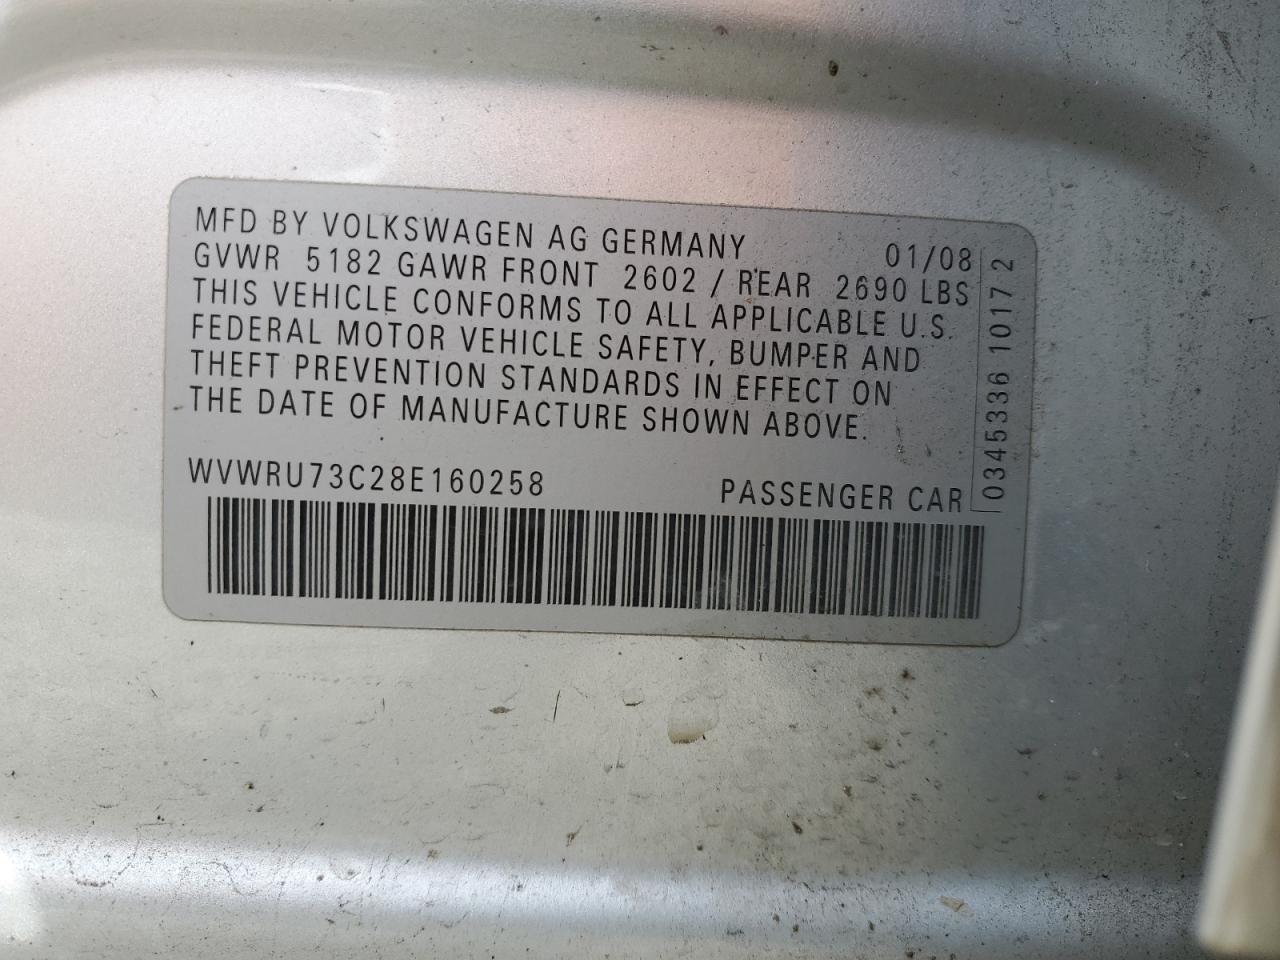 MFD BY VOLKSWAGEN AG GERMANY 01/08
GVWR 5182 GAWR FRONT 2602 / REAR 2690 LBS
THIS VEHICLE CONFORMS TO ALL APPLICABLE U.S.
FEDERAL MOTOR VEHICLE SAFETY, BUMPER AND
THEFT PREVENTION STANDARDS IN EFFECT ON
THE DATE OF MANUFACTURE SHOWN ABOVE.
WVWRU73C28E160258 PASSENGER CAR
0345336 10172